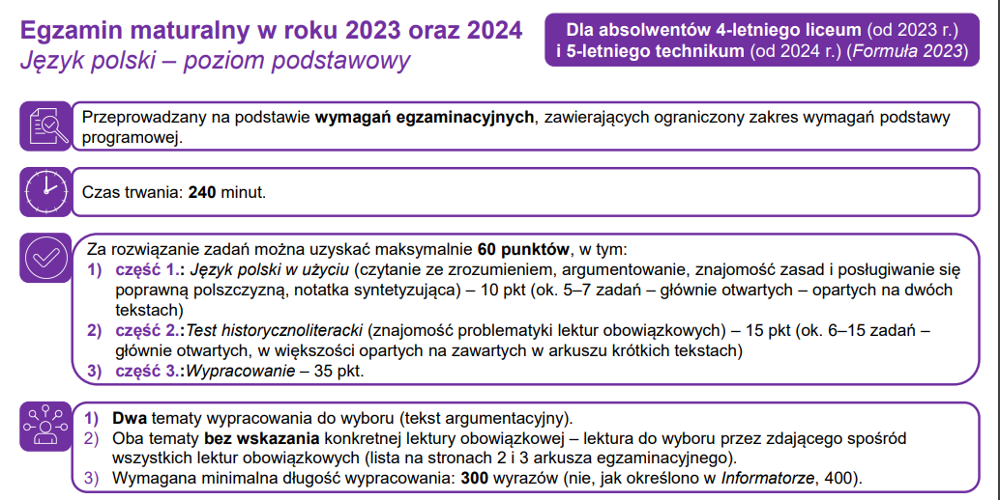 Egzamin maturalny w roku 2023 oraz 2024
Język polski – poziom podstawowy
Dla absolwentów 4-letniego liceum (od 2023 r.)
i 5-letniego technikum (od 2024 r.) (Formuła 2023)
Przeprowadzany na podstawie wymagań egzaminacyjnych, zawierających ograniczony zakres wymagań podstawy
programowej.
Czas trwania: 240 minut.
Za rozwiązanie zadań można uzyskać maksymalnie 60 punktów, w tym:
1) część 1.: Język polski w użyciu (czytanie ze zrozumieniem, argumentowanie, znajomość zasad i posługiwanie się
poprawną polszczyzną, notatka syntetyzująca) – 10 pkt (ok. 5–7 zadań – głównie otwartych – opartych na dwóch
tekstach)
2) część 2.:Test historycznoliteracki (znajomość problematyki lektur obowiązkowych) – 15 pkt (ok. 6–15 zadań –
głównie otwartych, w większości opartych na zawartych w arkuszu krótkich tekstach)
3) część 3.:Wypracowanie – 35 pkt.
1) Dwa tematy wypracowania do wyboru (tekst argumentacyjny).
2) Oba tematy bez wskazania konkretnej lektury obowiązkowej – lektura do wyboru przez zdającego spośród
wszystkich lektur obowiązkowych (lista na stronach 2 i 3 arkusza egzaminacyjnego).
3) Wymagana minimalna długość wypracowania: 300 wyrazów (nie, jak określono w Informatorze, 400).